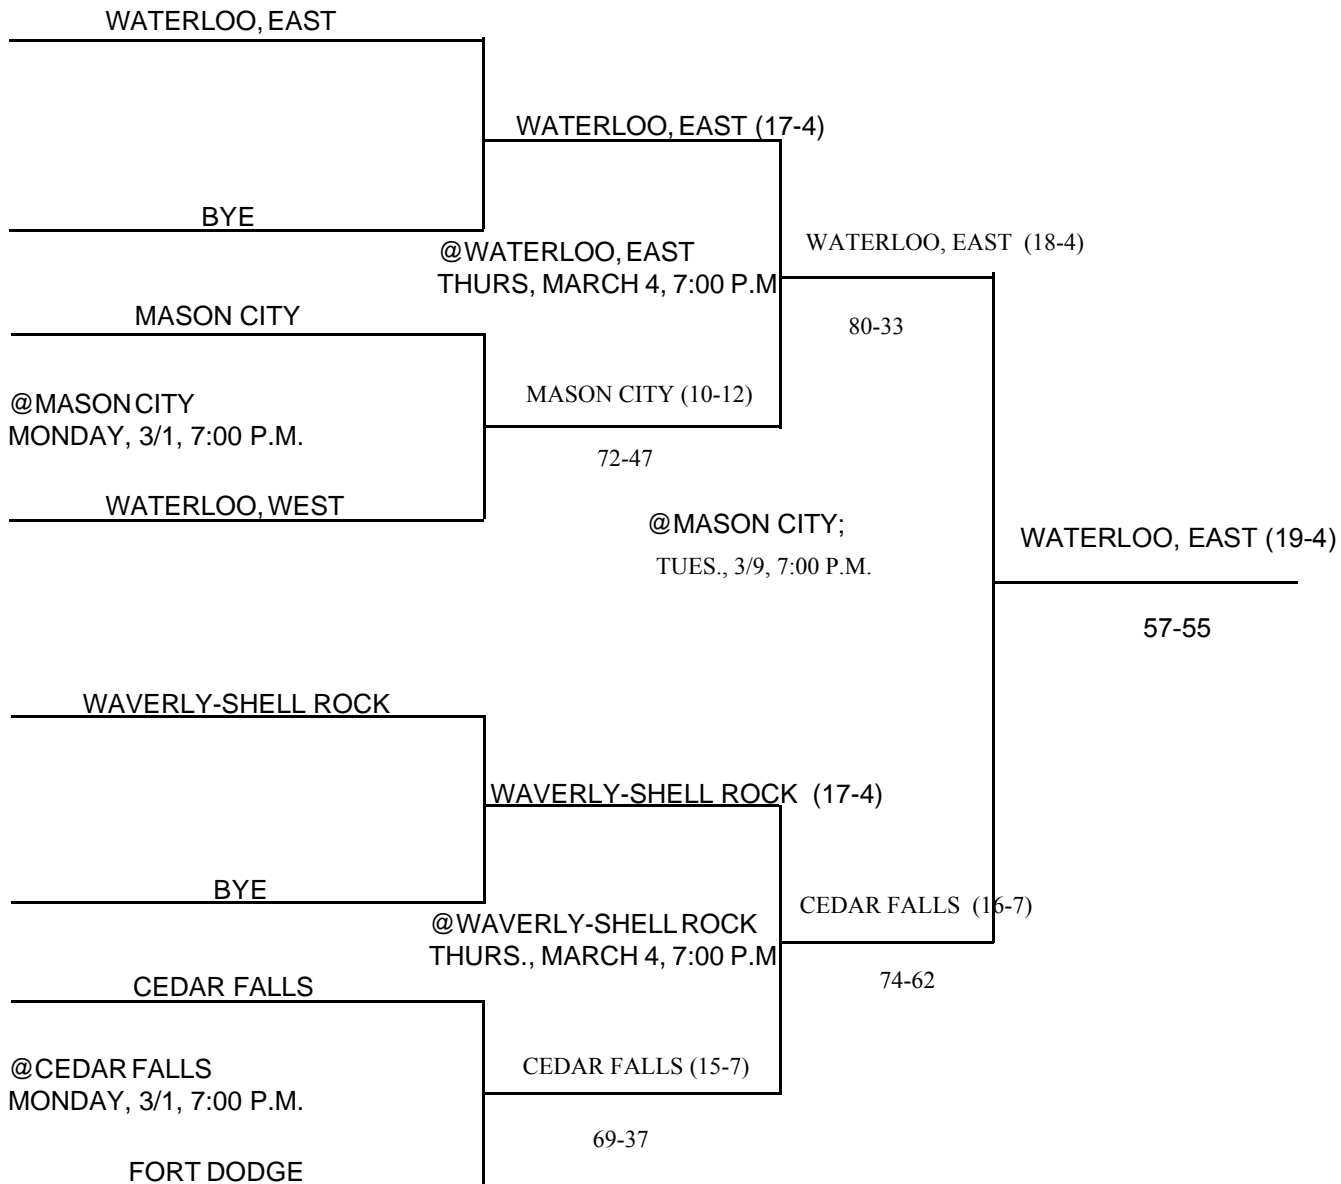 WATERLOO, EAST
WATERLOO, EAST (17-4)
BYE
@WATERLOO, EAST
THURS, MARCH 4, 7:00 P.M
WATERLOO, EAST (18-4)
80-33
MASON CITY
@MASON CITY
MONDAY, 3/1, 7:00 P.M.
MASON CITY (10-12)
72-47
WATERLOO, WEST
@MASON CITY;
TUES., 3/9, 7:00 P.M.
WATERLOO, EAST (19-4)
57-55
WAVERLY-SHELL ROCK
WAVERLY-SHELL ROCK (17-4)
BYE
@WAVERLY-SHELL ROCK
THURS., MARCH 4, 7:00 P.M
CEDAR FALLS (16-7)
74-62
CEDAR FALLS
@CEDAR FALLS
MONDAY, 3/1, 7:00 P.M.
CEDAR FALLS (15-7)
69-37
FORT DODGE